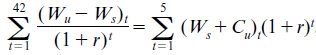 \sum_{t=1}^{42} \frac{(W_u - W_s)_t}{(1 + r)^t} = \sum_{t=1}^{5} (W_s + C_u)_t (1 + r)^t.